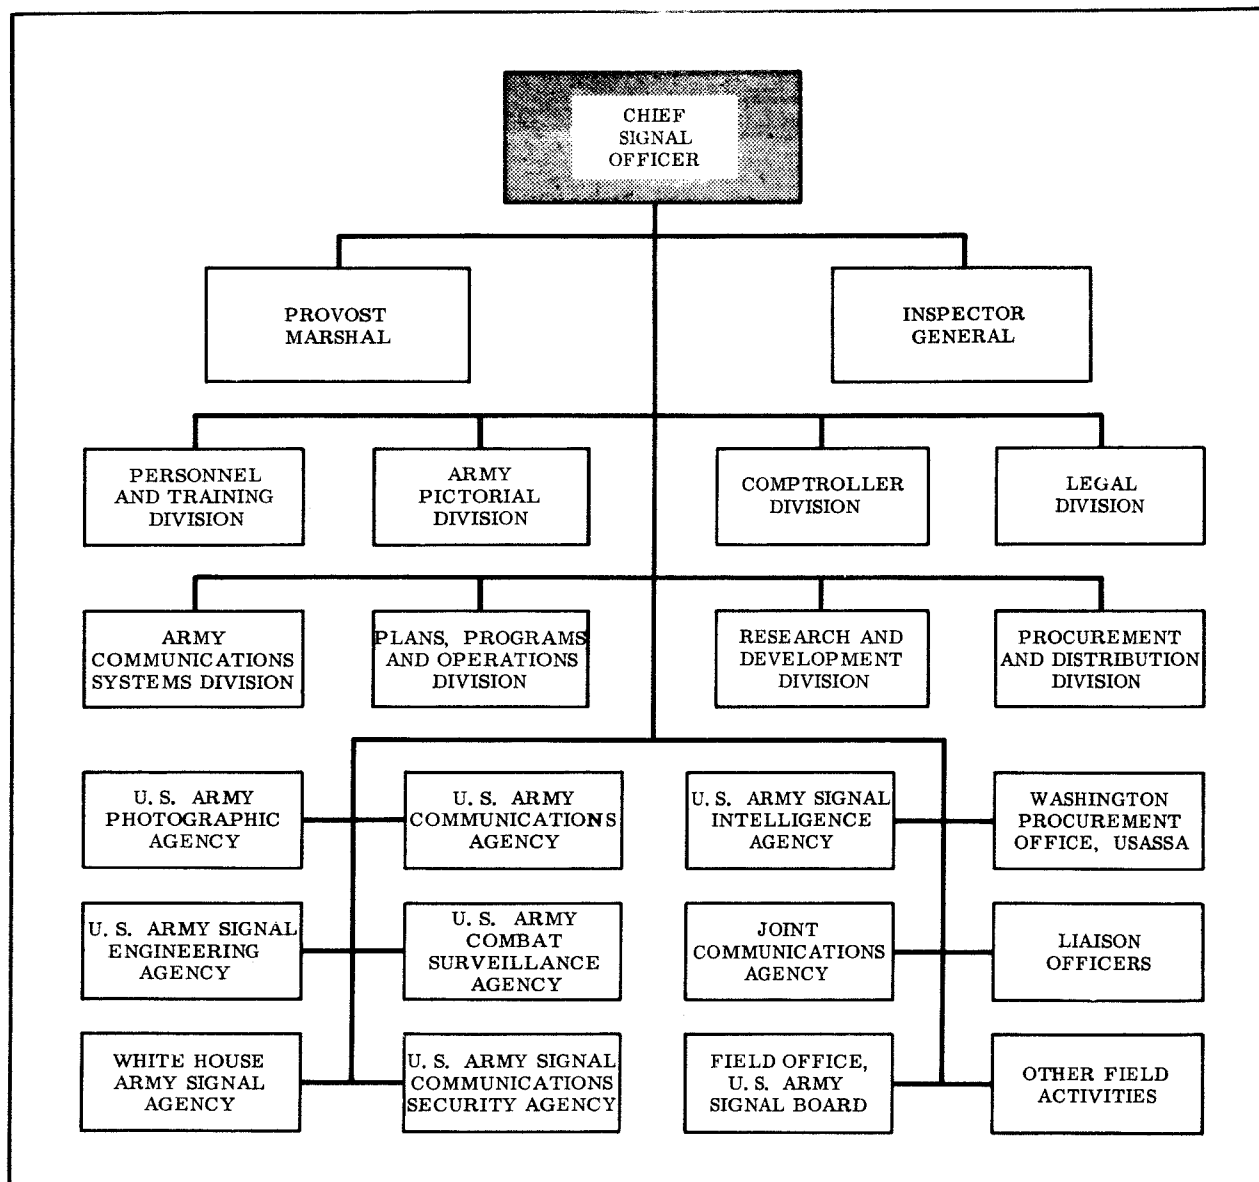 CHIEF
SIGNAL
OFFICER
PROVOST
MARSHAL
INSPECTOR
GENERAL
PERSONNEL
AND TRAINING
DIVISION
ARMY
PICTORIAL
DIVISION
COMPTROLLER
DIVISION
LEGAL
DIVISION
ARMY
COMMUNICATIONS
SYSTEMS DIVISION
PLANS, PROGRAMS
AND OPERATIONS
DIVISION
RESEARCH AND
DEVELOPMENT
DIVISION
PROCUREMENT
AND DISTRIBUTION
DIVISION
U. S. ARMY
PHOTOGRAPHIC
AGENCY
U. S. ARMY
COMMUNICATIONS
AGENCY
U. S. ARMY SIGNAL
INTELLIGENCE
AGENCY
WASHINGTON
PROCUREMENT
OFFICE, USASSA
U. S. ARMY SIGNAL
ENGINEERING
AGENCY
U. S. ARMY
COMBAT
SURVEILLANCE
AGENCY
JOINT
COMMUNICATIONS
AGENCY
LIAISON
OFFICERS
WHITE HOUSE
ARMY SIGNAL
AGENCY
U. S. ARMY SIGNAL
COMMUNICATIONS
SECURITY AGENCY
FIELD OFFICE,
U. S. ARMY
SIGNAL BOARD
OTHER FIELD
ACTIVITIES